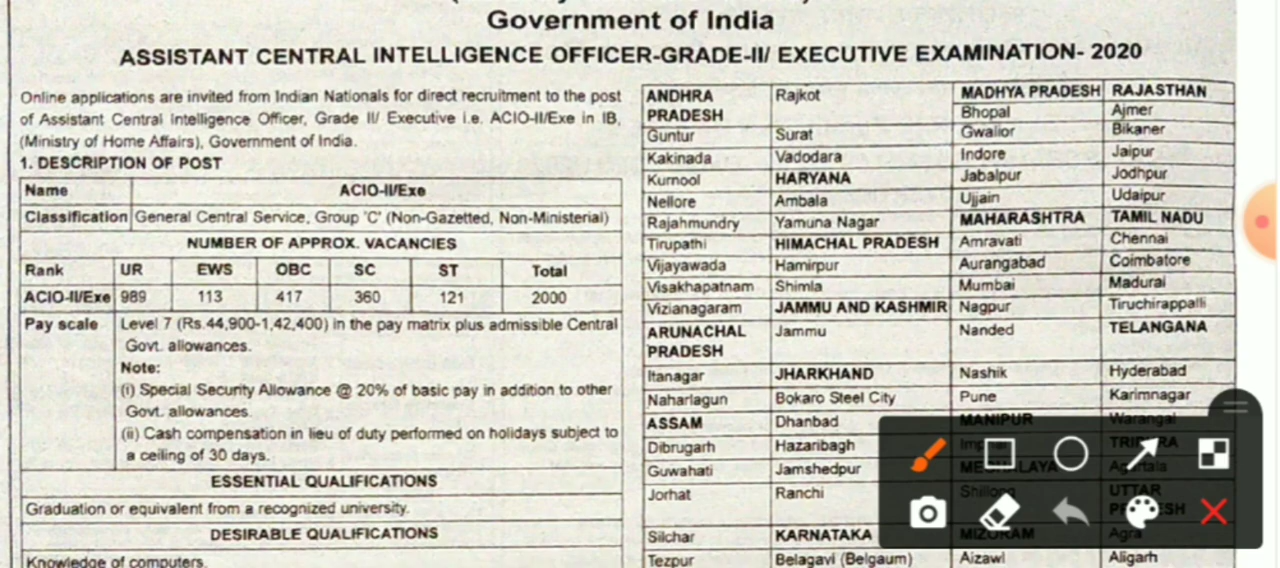 Government of India
ASSISTANT CENTRAL INTELLIGENCE OFFICER-GRADE-II/ EXECUTIVE EXAMINATION- 2020
Online applications are invited from Indian Nationals for direct recruitment to the post
of Assistant Central Intelligence Officer, Grade II/ Executive i.e. ACIO-II/Exe in IB,
(Ministry of Home Affairs), Government of India.
1. DESCRIPTION OF POST
Name ACIO-II/Exe
Classification General Central Service, Group 'C' (Non-Gazetted, Non-Ministerial)
NUMBER OF APPROX. VACANCIES
Rank UR EWS OBC SC ST Total
ACIO-II/Exe 989 113 417 360 121 2000
Pay scale Level 7 (Rs.44,900-1,42,400) in the pay matrix plus admissible Central
Govt. allowances.
Note:
(i) Special Security Allowance @ 20% of basic pay in addition to other
Govt. allowances.
(ii) Cash compensation in lieu of duty performed on holidays subject to
a ceiling of 30 days.
ESSENTIAL QUALIFICATIONS
Graduation or equivalent from a recognized university.
DESIRABLE QUALIFICATIONS
Knowledge of computers.
ANDHRA
PRADESH
Guntur
Kakinada
Kurnool
Nellore
Rajahmundry
Tirupathi
Vijayawada
Visakhapatnam
Vizianagaram
ARUNACHAL
PRADESH
Itanagar
Naharlagun
ASSAM
Dibrugarh
Guwahati
Jorhat
Silchar
Tezpur
Rajkot
Surat
Vadodara
HARYANA
Ambala
Yamuna Nagar
HIMACHAL PRADESH
Hamirpur
Shimla
JAMMU AND KASHMIR
Jammu
JHARKHAND
Bokaro Steel City
Dhanbad
Hazaribagh
Jamshedpur
Ranchi
KARNATAKA
Belagavi (Belgaum)
MADHYA PRADESH
Bhopal
Gwalior
Indore
Jabalpur
Ujjain
MAHARASHTRA
Amravati
Aurangabad
Mumbai
Nagpur
Nanded
Nashik
Pune
MANIPUR
Shillong
MIZORAM
Aizawl
RAJASTHAN
Ajmer
Bikaner
Jaipur
Jodhpur
Udaipur
TAMIL NADU
Chennai
Coimbatore
Madurai
Tiruchirappalli
TELANGANA
Hyderabad
Karimnagar
Warangal
UTTAR
Agra
Aligarh